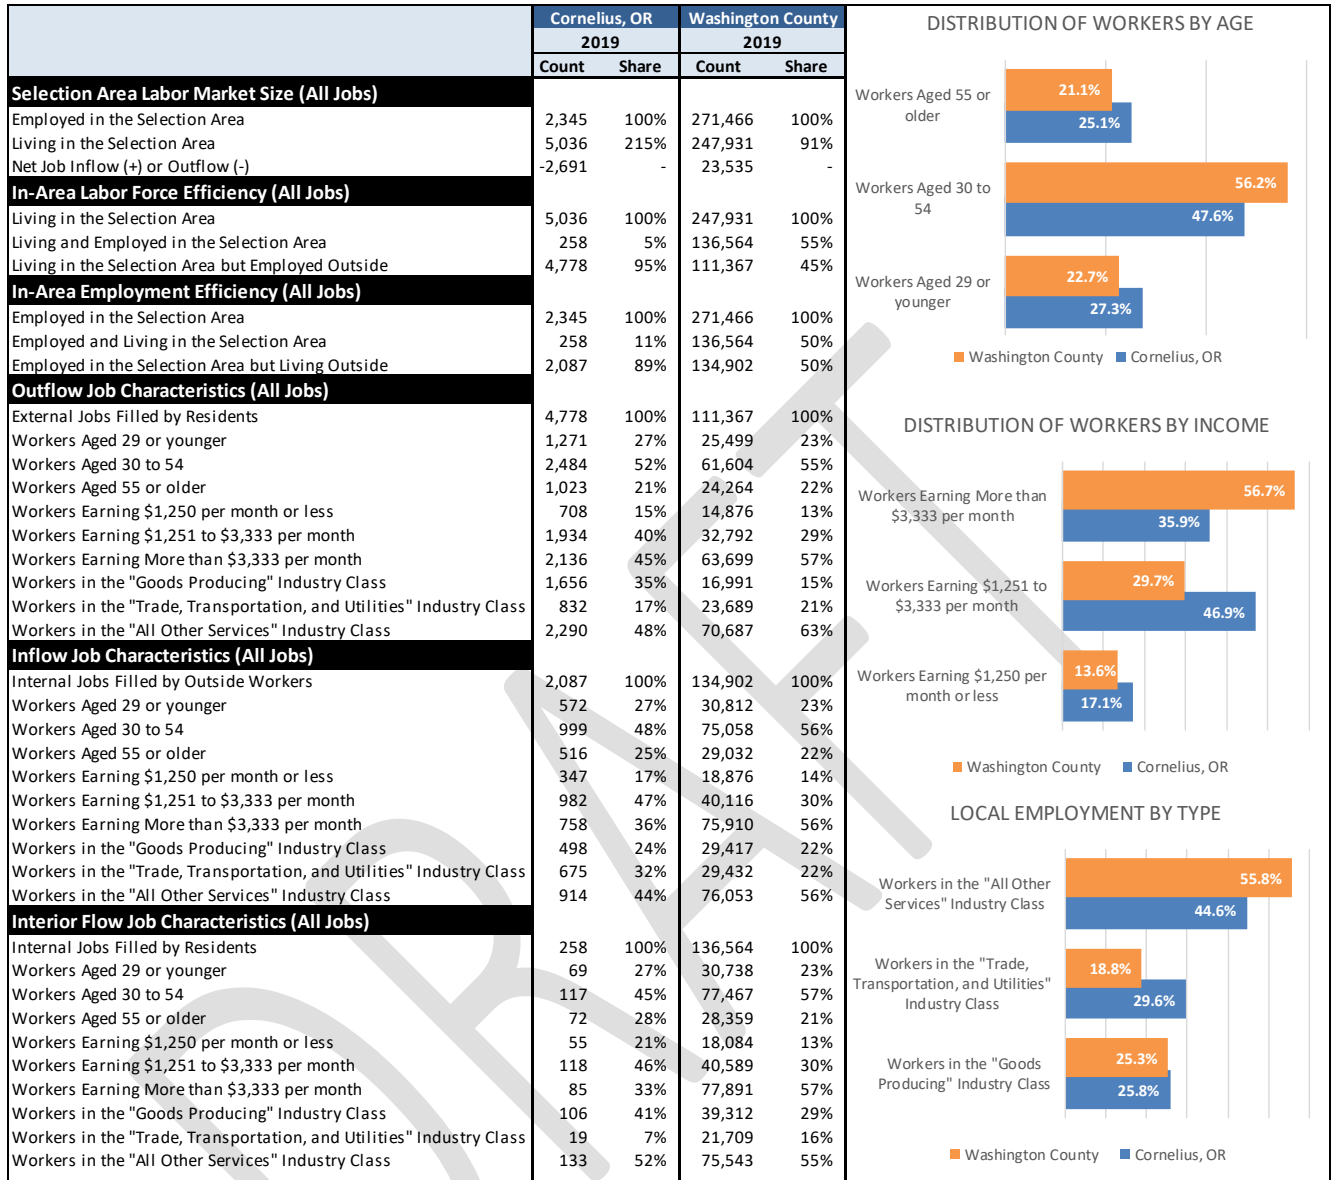 Cornelius, OR Washington County
2019 2019
Count Share Count Share
Selection Area Labor Market Size (All Jobs)
Employed in the Selection Area 2,345 100% 271,466 100%
Living in the Selection Area 5,036 215% 247,931 91%
Net Job Inflow (+) or Outflow (-) -2,691 - 23,535 -
In-Area Labor Force Efficiency (All Jobs)
Living in the Selection Area 5,036 100% 247,931 100%
Living and Employed in the Selection Area 258 5% 136,564 55%
Living in the Selection Area but Employed Outside 4,778 95% 111,367 45%
In-Area Employment Efficiency (All Jobs)
Employed in the Selection Area 2,345 100% 271,466 100%
Employed and Living in the Selection Area 258 11% 136,564 50%
Employed in the Selection Area but Living Outside 2,087 89% 134,902 50%
Outflow Job Characteristics (All Jobs)
External Jobs Filled by Residents 4,778 100% 111,367 100%
Workers Aged 29 or younger 1,271 27% 25,499 23%
Workers Aged 30 to 54 2,484 52% 61,604 55%
Workers Aged 55 or older 1,023 21% 24,264 22%
Workers Earning $1,250 per month or less 708 15% 14,876 13%
Workers Earning $1,251 to $3,333 per month 1,934 40% 32,792 29%
Workers Earning More than $3,333 per month 2,136 45% 63,699 57%
Workers in the "Goods Producing" Industry Class 1,656 35% 16,991 15%
Workers in the "Trade, Transportation, and Utilities" Industry Class 832 17% 23,689 21%
Workers in the "All Other Services" Industry Class 2,290 48% 70,687 63%
Inflow Job Characteristics (All Jobs)
Internal Jobs Filled by Outside Workers 2,087 100% 134,902 100%
Workers Aged 29 or younger 572 27% 30,812 23%
Workers Aged 30 to 54 999 48% 75,058 56%
Workers Aged 55 or older 516 25% 29,032 22%
Workers Earning $1,250 per month or less 347 17% 18,876 14%
Workers Earning $1,251 to $3,333 per month 982 47% 40,116 30%
Workers Earning More than $3,333 per month 758 36% 75,910 56%
Workers in the "Goods Producing" Industry Class 498 24% 29,417 22%
Workers in the "Trade, Transportation, and Utilities" Industry Class 675 32% 29,432 22%
Workers in the "All Other Services" Industry Class 914 44% 76,053 56%
Interior Flow Job Characteristics (All Jobs)
Internal Jobs Filled by Residents 258 100% 136,564 100%
Workers Aged 29 or younger 69 27% 30,738 23%
Workers Aged 30 to 54 117 45% 77,467 57%
Workers Aged 55 or older 72 28% 28,359 21%
Workers Earning $1,250 per month or less 55 21% 18,084 13%
Workers Earning $1,251 to $3,333 per month 118 46% 40,589 30%
Workers Earning More than $3,333 per month 85 33% 77,891 57%
Workers in the "Goods Producing" Industry Class 106 41% 39,312 29%
Workers in the "Trade, Transportation, and Utilities" Industry Class 19 7% 21,709 16%
Workers in the "All Other Services" Industry Class 133 52% 75,543 55%
DISTRIBUTION OF WORKERS BY AGE
Workers Aged 55 or
older
21.1%
25.1%
Workers Aged 30 to
54
56.2%
47.6%
Workers Aged 29 or
younger
22.7%
27.3%
Washington County Cornelius, OR
DISTRIBUTION OF WORKERS BY INCOME
Workers Earning More than
$3,333 per month
56.7%
35.9%
Workers Earning $1,251 to
$3,333 per month
29.7%
46.9%
Workers Earning $1,250 per
month or less
13.6%
17.1%
Washington County Cornelius, OR
LOCAL EMPLOYMENT BY TYPE
Workers in the "All Other
Services" Industry Class
55.8%
44.6%
Workers in the "Trade,
Transportation, and Utilities"
Industry Class
18.8%
29.6%
Workers in the "Goods
Producing" Industry Class
25.3%
25.8%
Washington County Cornelius, OR
DRAFT